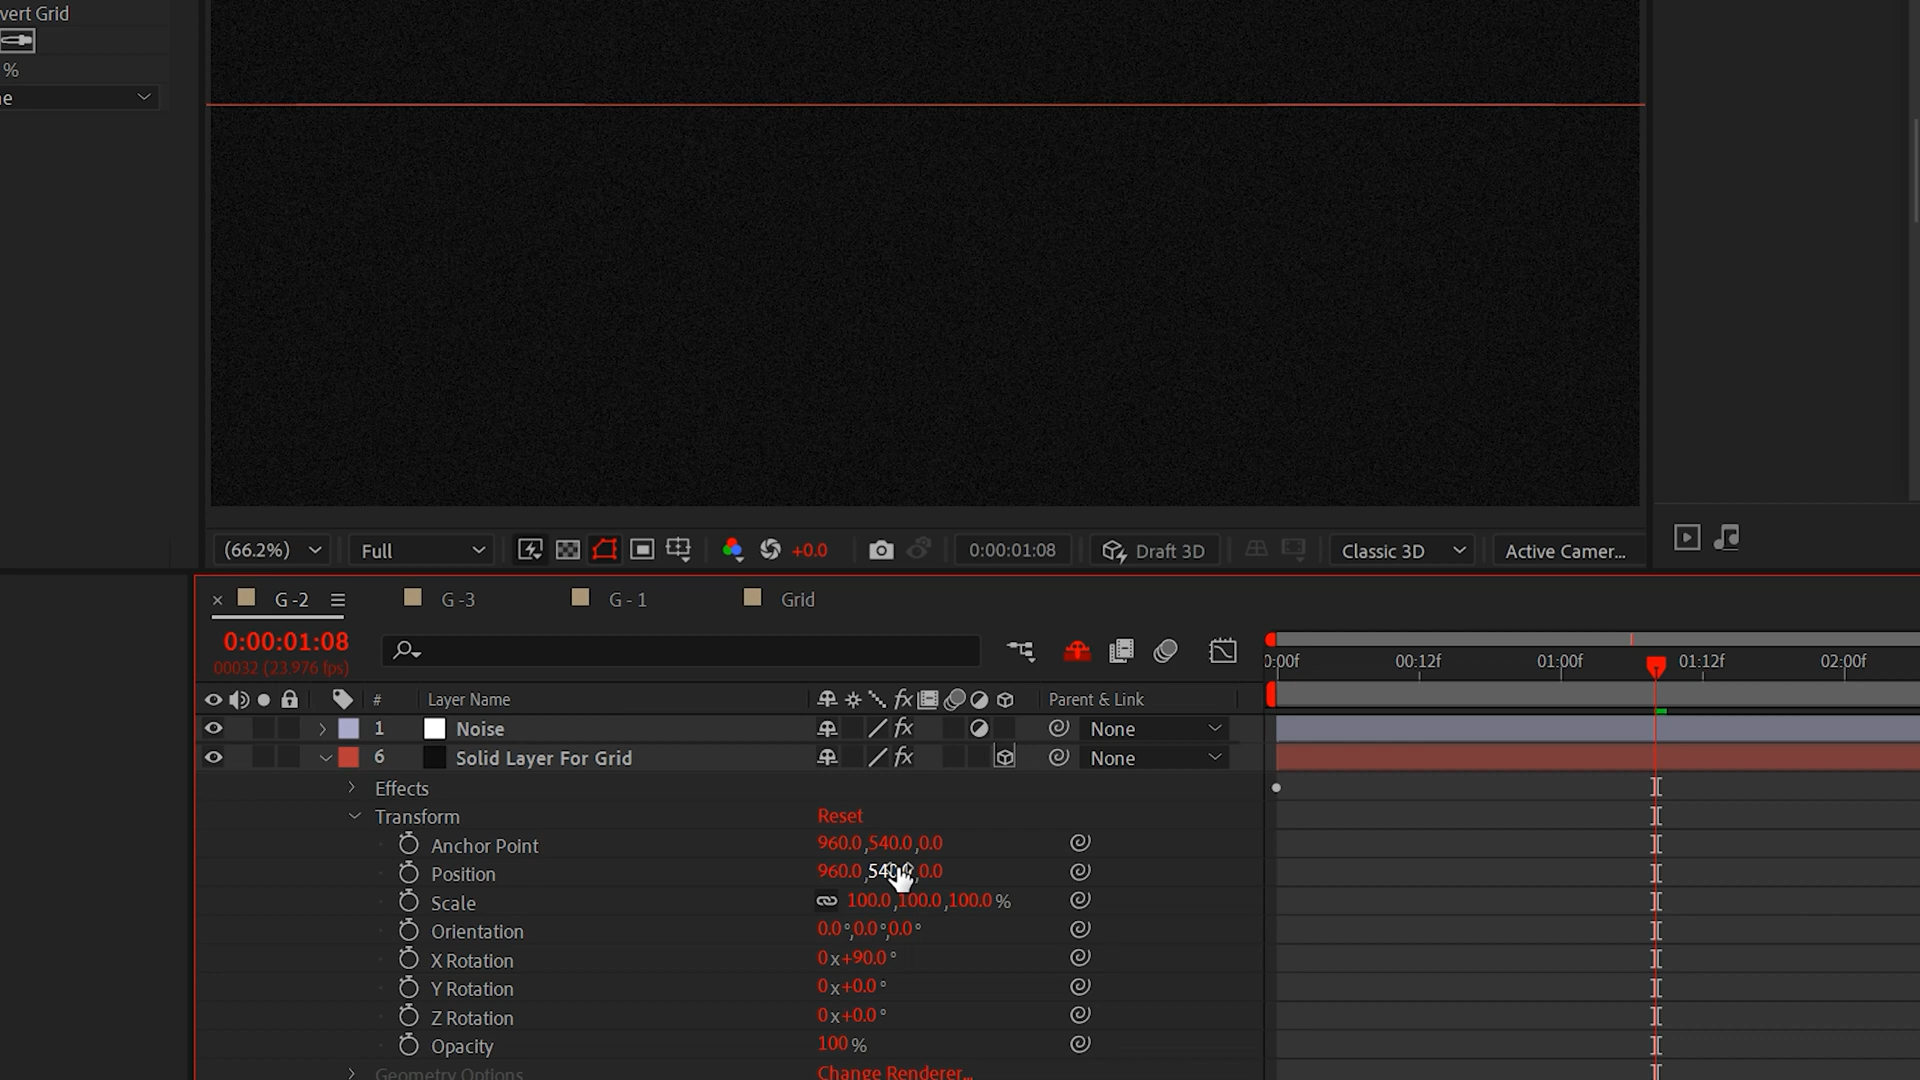 vert Grid
%
e
(66.2%)
Full
+0.0
0:00:01:08
Draft 3D
Classic 3D
Active Camer...
G -2
G -3
G - 1
Grid
0:00:01:08
00032 (23.976 fps)
0:00f
00:12f
01:00f
01:12f
02:00f
#
Layer Name
fx
Parent & Link
1
Noise
fx
None
6
Solid Layer For Grid
fx
None
Effects
Transform
Reset
Anchor Point
960.0,540.0,0.0
Position
960.0, ,0.0
Scale
100.0,100.0,100.0 %
Orientation
0.0°,0.0°,0.0°
X Rotation
0 x+90.0°
Y Rotation
0 x+0.0°
Z Rotation
0 x+0.0°
Opacity
100 %
Geometry Options
Change Renderer...